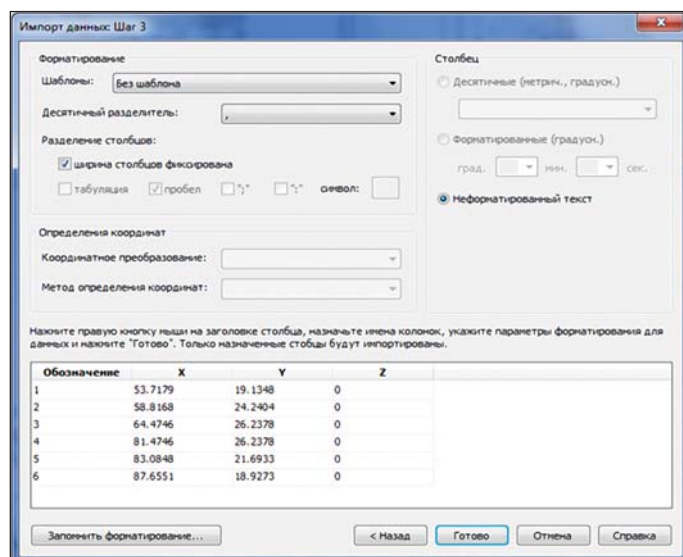 Импорт данных: Шаг 3
Форматирование
Шаблоны: Без шаблона
Десятичный разделитель: ,
Разделение столбцов:
ширина столбцов фиксирована
табуляция пробел ";" ":" символ:
Столбец
Десятичные (метрич., градусн.)
Форматированные (градусн.)
град. мин. сек.
Неформатированный текст
Определения координат
Координатное преобразование:
Метод определения координат:
Нажмите правую кнопку мыши на заголовке столбца, назначьте имена колонок, укажите параметры форматирования для
данных и нажмите "Готово". Только назначенные стобцы будут импортированы.
Обозначение X Y Z
1 53.7179 19.1348 0
2 58.8168 24.2404 0
3 64.4746 26.2378 0
4 81.4746 26.2378 0
5 83.0848 21.6933 0
6 87.6551 18.9273 0
Запомнить форматирование... < Назад Готово Отмена Справка